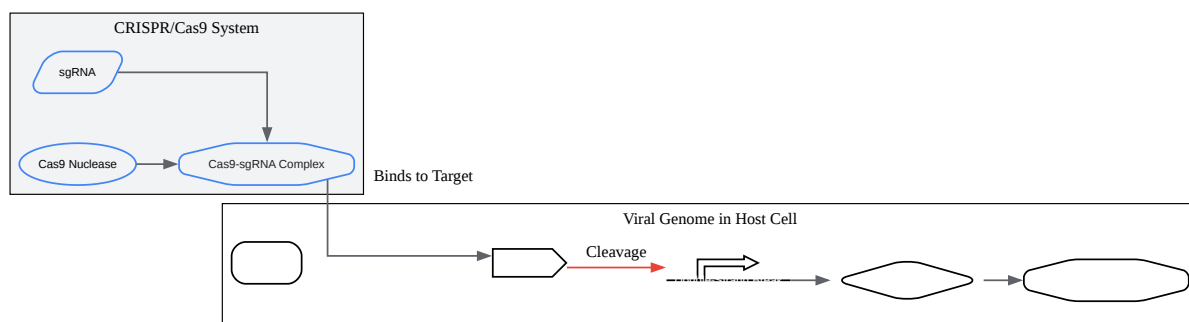 CRISPR/Cas9 System
sgRNA
Cas9 Nuclease
Cas9-sgRNA Complex
Binds to Target
Viral Genome in Host Cell
Cleavage